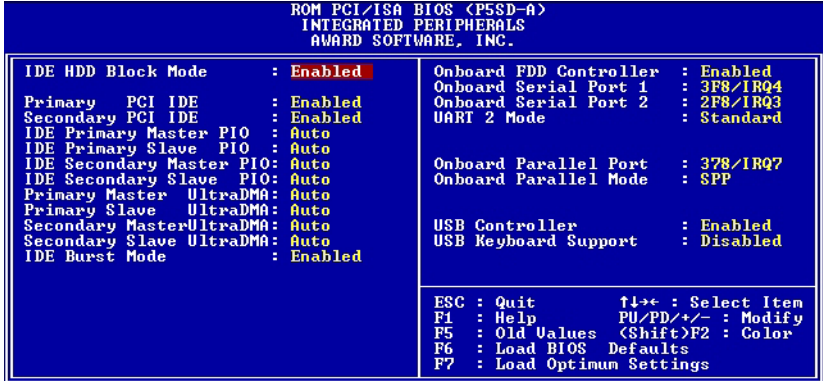 ROM PCI/ISA BIOS (P5SD-A)
INTEGRATED PERIPHERALS
AWARD SOFTWARE, INC.
IDE HDD Block Mode : Enabled
Primary PCI IDE : Enabled
Secondary PCI IDE : Enabled
IDE Primary Master PIO : Auto
IDE Primary Slave PIO : Auto
IDE Secondary Master PIO: Auto
IDE Secondary Slave PIO: Auto
Primary Master UltraDMA: Auto
Primary Slave UltraDMA: Auto
Secondary MasterUltraDMA: Auto
Secondary Slave UltraDMA: Auto
IDE Burst Mode : Enabled
Onboard FDD Controller : Enabled
Onboard Serial Port 1 : 3F8/IRQ4
Onboard Serial Port 2 : 2F8/IRQ3
UART 2 Mode : Standard
Onboard Parallel Port : 378/IRQ7
Onboard Parallel Mode : SPP
USB Controller : Enabled
USB Keyboard Support : Disabled
ESC : Quit ↑↓→← : Select Item
F1 : Help PU/PD/+/- : Modify
F5 : Old Values (Shift)F2 : Color
F6 : Load BIOS Defaults
F7 : Load Optimum Settings